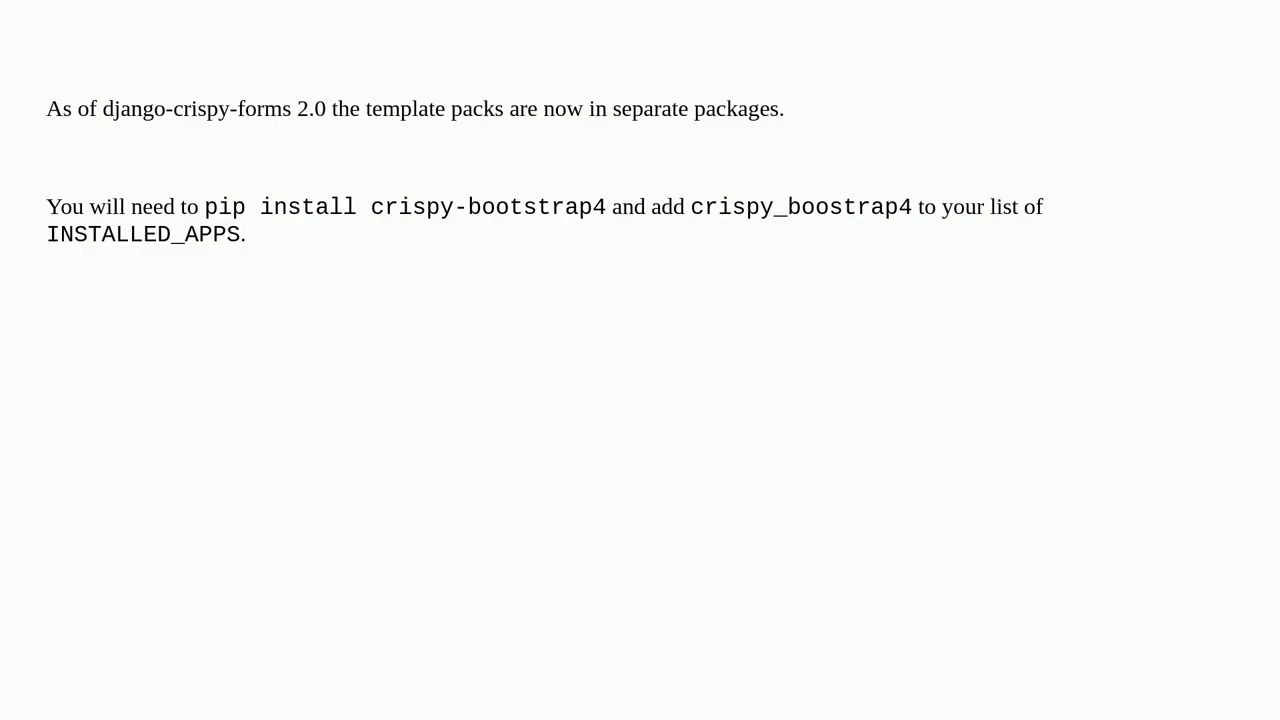 As of django-crispy-forms 2.0 the template packs are now in separate packages.
You will need to pip install crispy-bootstrap4 and add crispy_boostrap4 to your list of
INSTALLED_APPS.